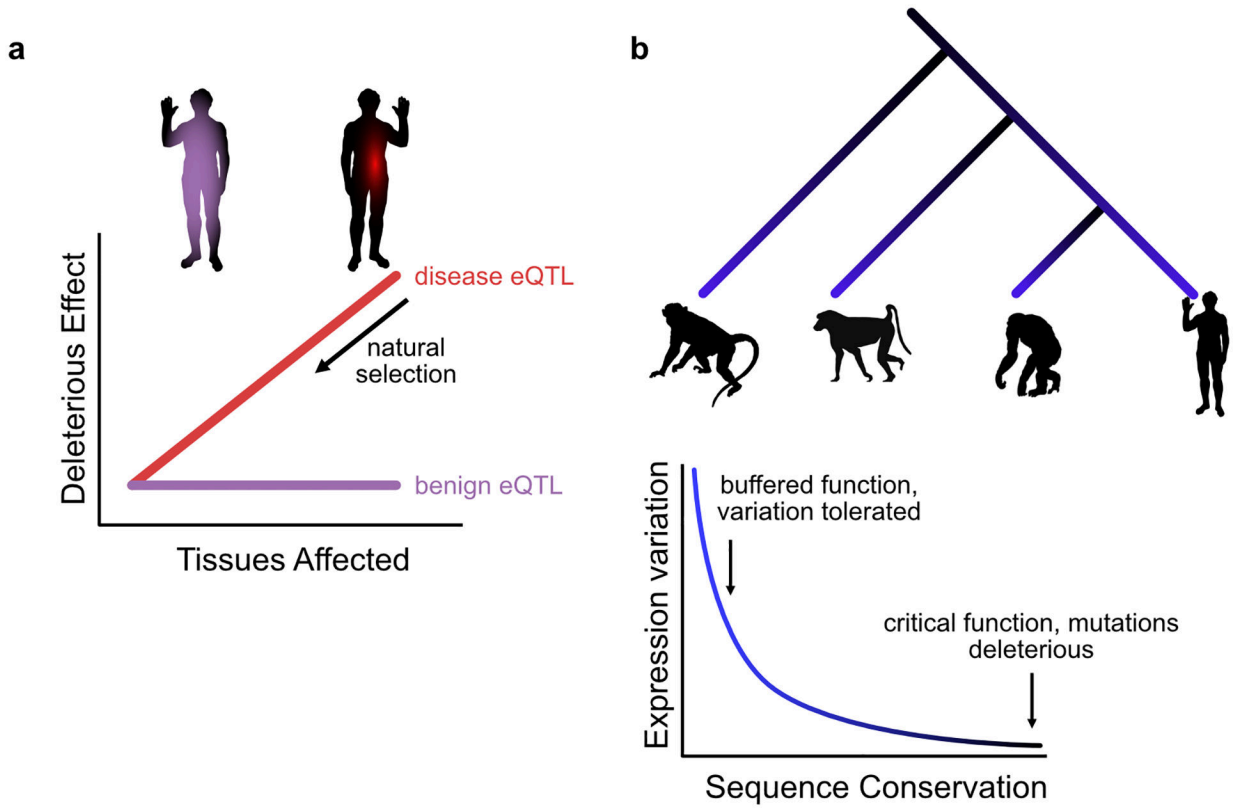 a
disease eQTL
natural
selection
benign eQTL
Deleterious Effect
Tissues Affected
b
buffered function,
variation tolerated
critical function, mutations
deleterious
Expression variation
Sequence Conservation